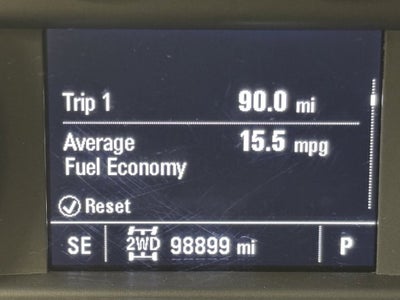 Trip 1 90.0 mi
Average 15.5 mpg
Fuel Economy
Reset
SE 2WD 98899 mi P